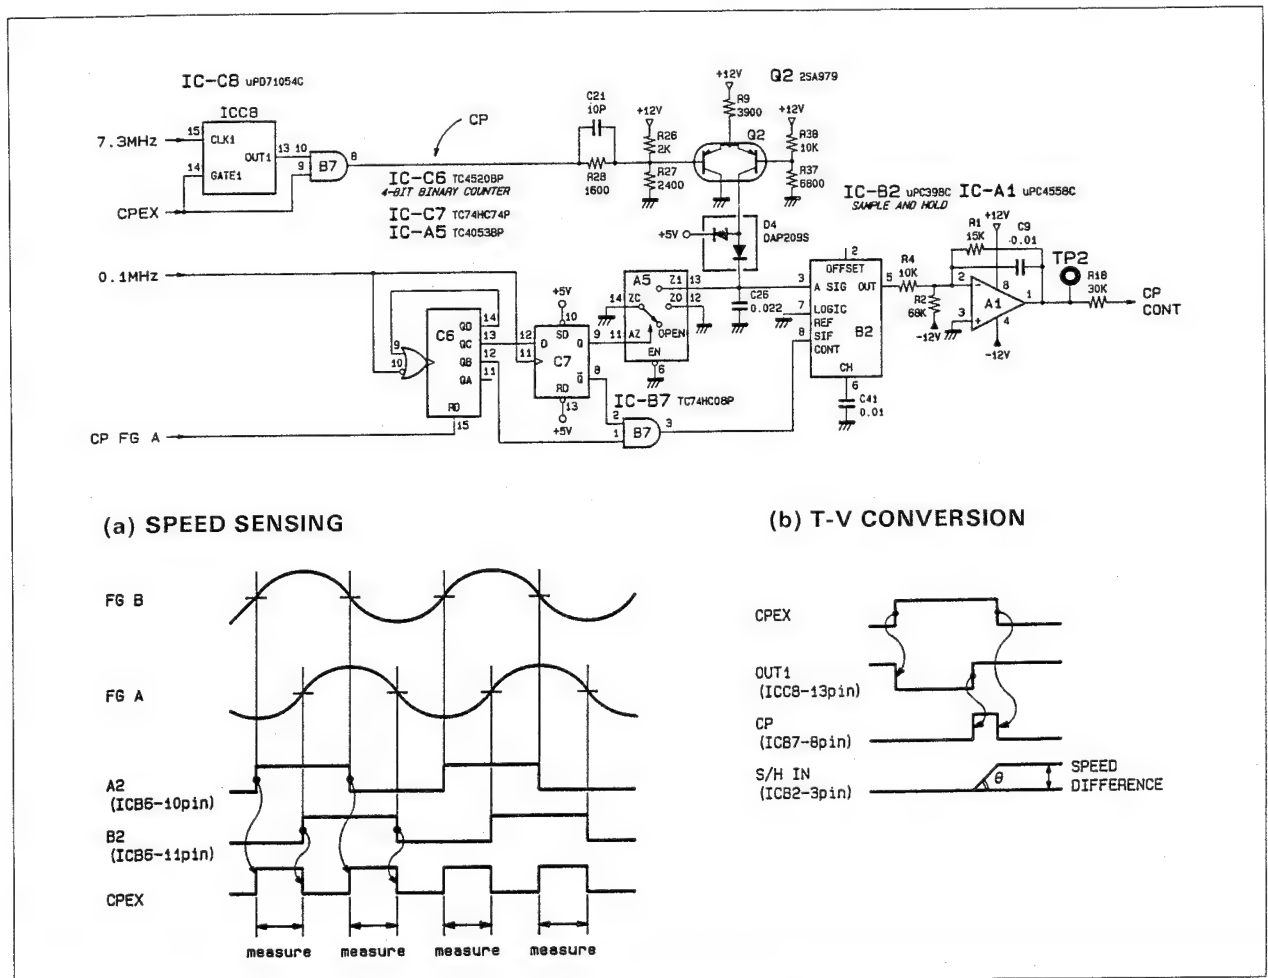 IC-C8 uPD71054C
ICC8
7.3MHz
15
CLK1
OUT1
13
10
14
GATE1
9
B7
8
CPEX
CP
C21
10P
R28
1600
+12V
R26
2K
R27
2400
+12V
R9
3900
Q2 2SA979
Q2
+12V
R38
10K
R37
6800
IC-C6 TC4520BP
4-BIT BINARY COUNTER
IC-C7 TC74HC74P
IC-A5 TC4053BP
+5V
D4
DAP209S
IC-B2 uPC398C
SAMPLE AND HOLD
IC-A1 uPC4558C
0.1MHz
9
10
C6
QD
14
QC
13
QB
12
QA
11
RD
15
CP FG A
+5V
10
SD
12
D
Q
9
11
C7
Q̅
8
RD
13
+5V
A5
Z1
13
14
ZC
Z0
12
OPEN
11
AZ
EN
6
C26
0.022
IC-B7 TC74HC08P
2
1
B7
3
2
OFFSET
3
A SIG
OUT
5
7
LOGIC
REF
8
SIF
CONT
B2
CH
6
C41
0.01
R4
10K
R2
68K
-12V
R1
15K
+12V
C9
0.01
2
-
3
+
8
A1
1
4
-12V
TP2
R18
30K
CP
CONT
(a) SPEED SENSING
FG B
FG A
A2
(ICB6-10pin)
B2
(ICB6-11pin)
CPEX
measure measure measure measure
(b) T-V CONVERSION
CPEX
OUT1
(ICC8-13pin)
CP
(ICB7-8pin)
S/H IN
(ICB2-3pin)
θ
SPEED
DIFFERENCE